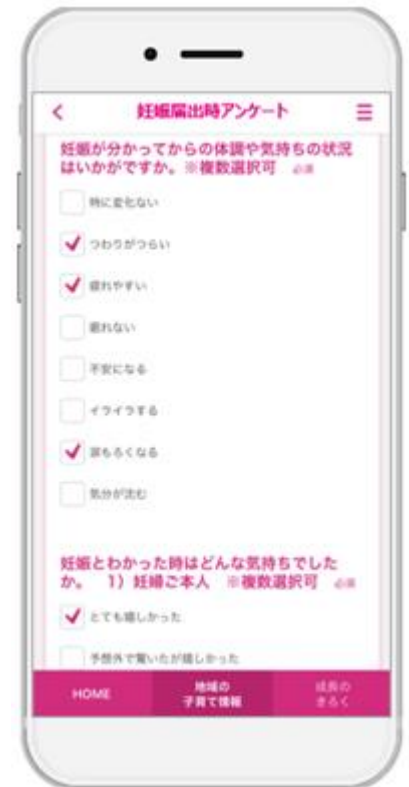 妊娠届出時アンケート
妊娠が分かってからの体調や気持ちの状況
はいかがですか。※複数選択可 必須
特に変化ない
つわりがつらい
疲れやすい
眠れない
不安になる
イライラする
涙もろくなる
気分が沈む
妊娠とわかった時はどんな気持ちでした
か。 1）妊婦ご本人 ※複数選択可 必須
とても嬉しかった
予想外で驚いたが嬉しかった
HOME
地域の
子育て情報
成長の
きろく